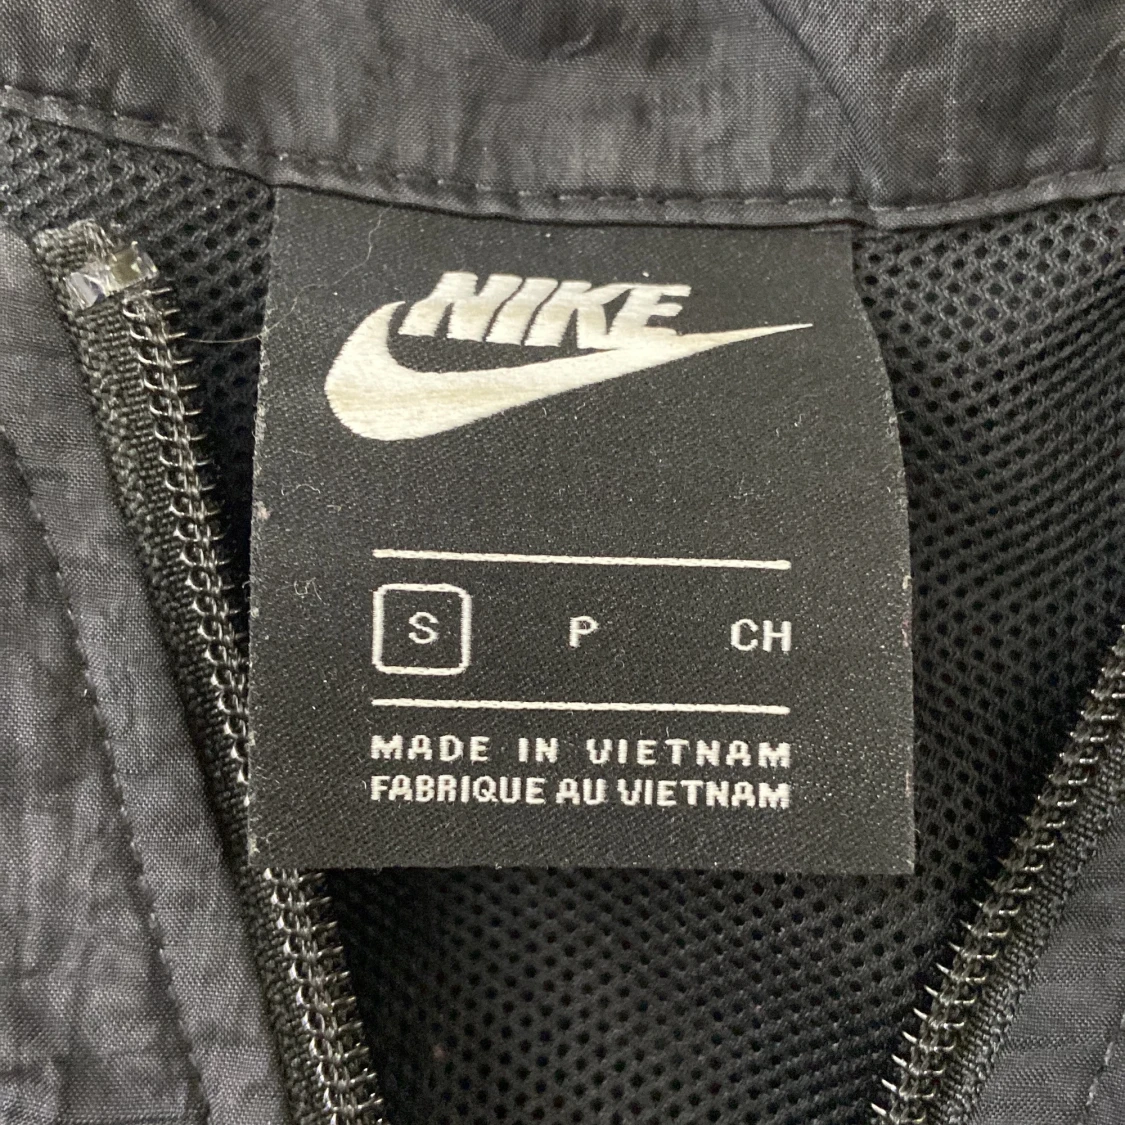 NIKE
S P CH
MADE IN VIETNAM
FABRIQUE AU VIETNAM